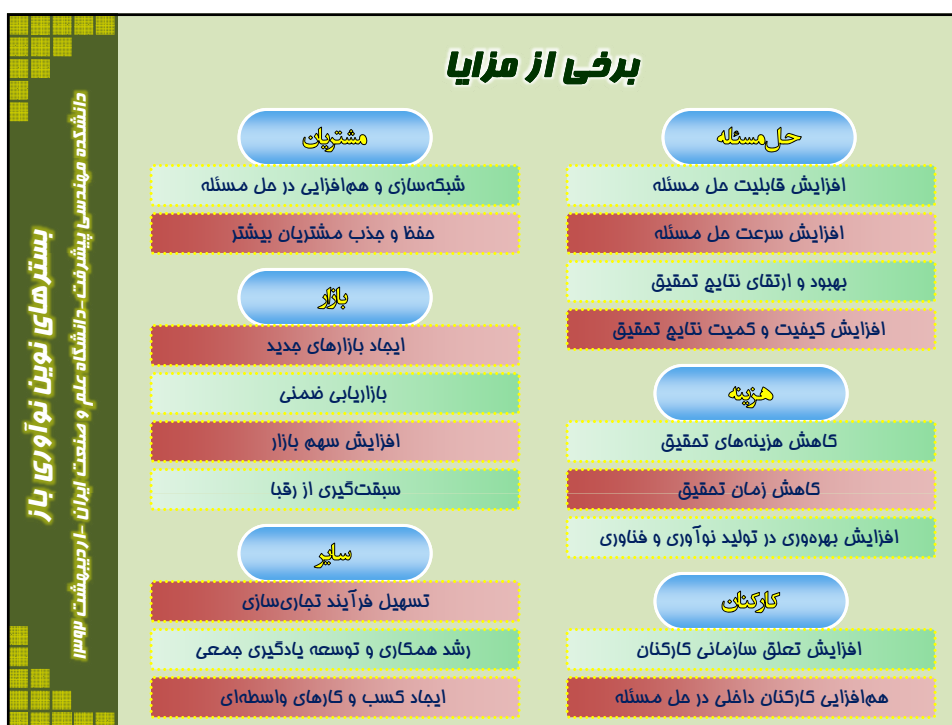 برخی از مزایا
حل‌مسئله
افزایش قابلیت حل مسئله
افزایش سرعت حل مسئله
بهبود و ارتقای نتایج تحقیق
افزایش کیفیت و کمیت نتایج تحقیق
هزینه
کاهش هزینه‌های تحقیق
کاهش زمان تحقیق
افزایش بهره‌وری در تولید نوآوری و فناوری
کارکنان
افزایش تعلق سازمانی کارکنان
هم‌افزایی کارکنان داخلی در حل مسئله
مشتریان
شبکه‌سازی و هم‌افزایی در حل مسئله
حفظ و جذب مشتریان بیشتر
بازار
ایجاد بازارهای جدید
بازاریابی ضمنی
افزایش سهم بازار
سبقت‌گیری از رقبا
سایر
تسهیل فرآیند تجاری‌سازی
رشد همکاری و توسعه یادگیری جمعی
ایجاد کسب و کارهای واسطه‌ای
بسترهای نوین نوآوری باز
دانشکده مهندسی پیشرفت-دانشگاه علم و صنعت ایران -اردیبهشت ۱۳۹۲